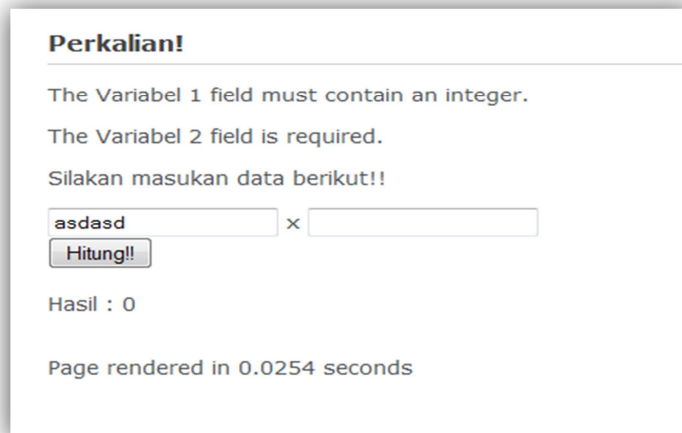 Perkalian!
The Variabel 1 field must contain an integer.
The Variabel 2 field is required.
Silakan masukan data berikut!!
asdasd x
Hitung!!
Hasil : 0
Page rendered in 0.0254 seconds